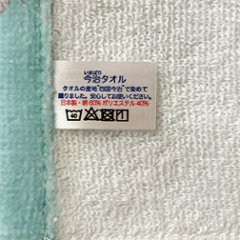 いまばり
今治タオル
タオルの産地"四国今治"で染めて
織りました。安心してお使いください。
日本製・綿60% ポリエステル40%
40